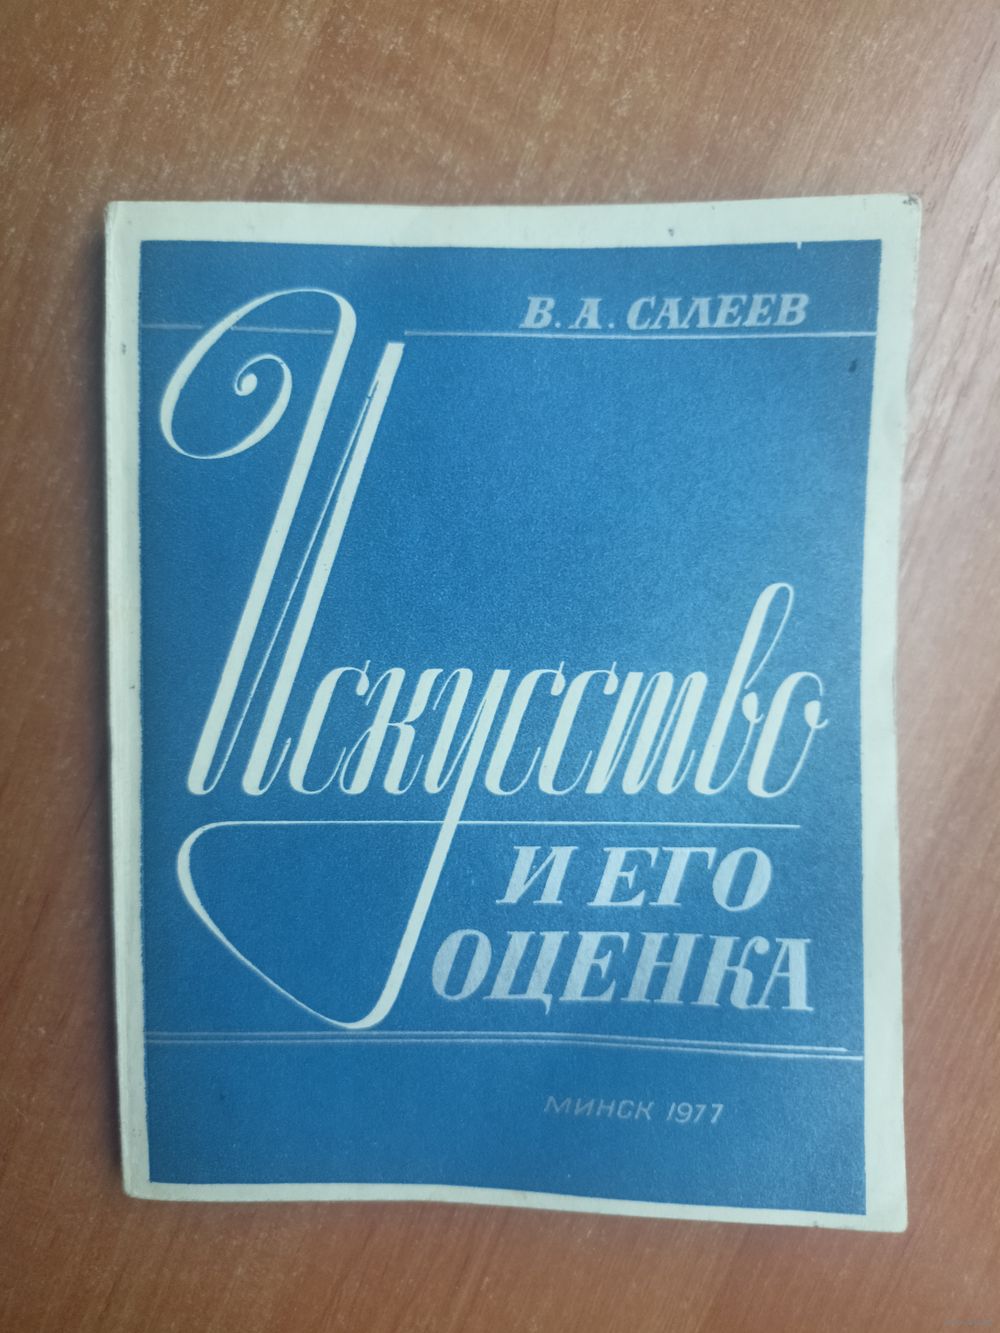 В. А. САЛЕЕВ
Искусство
И ЕГО
ОЦЕНКА
МИНСК 1977